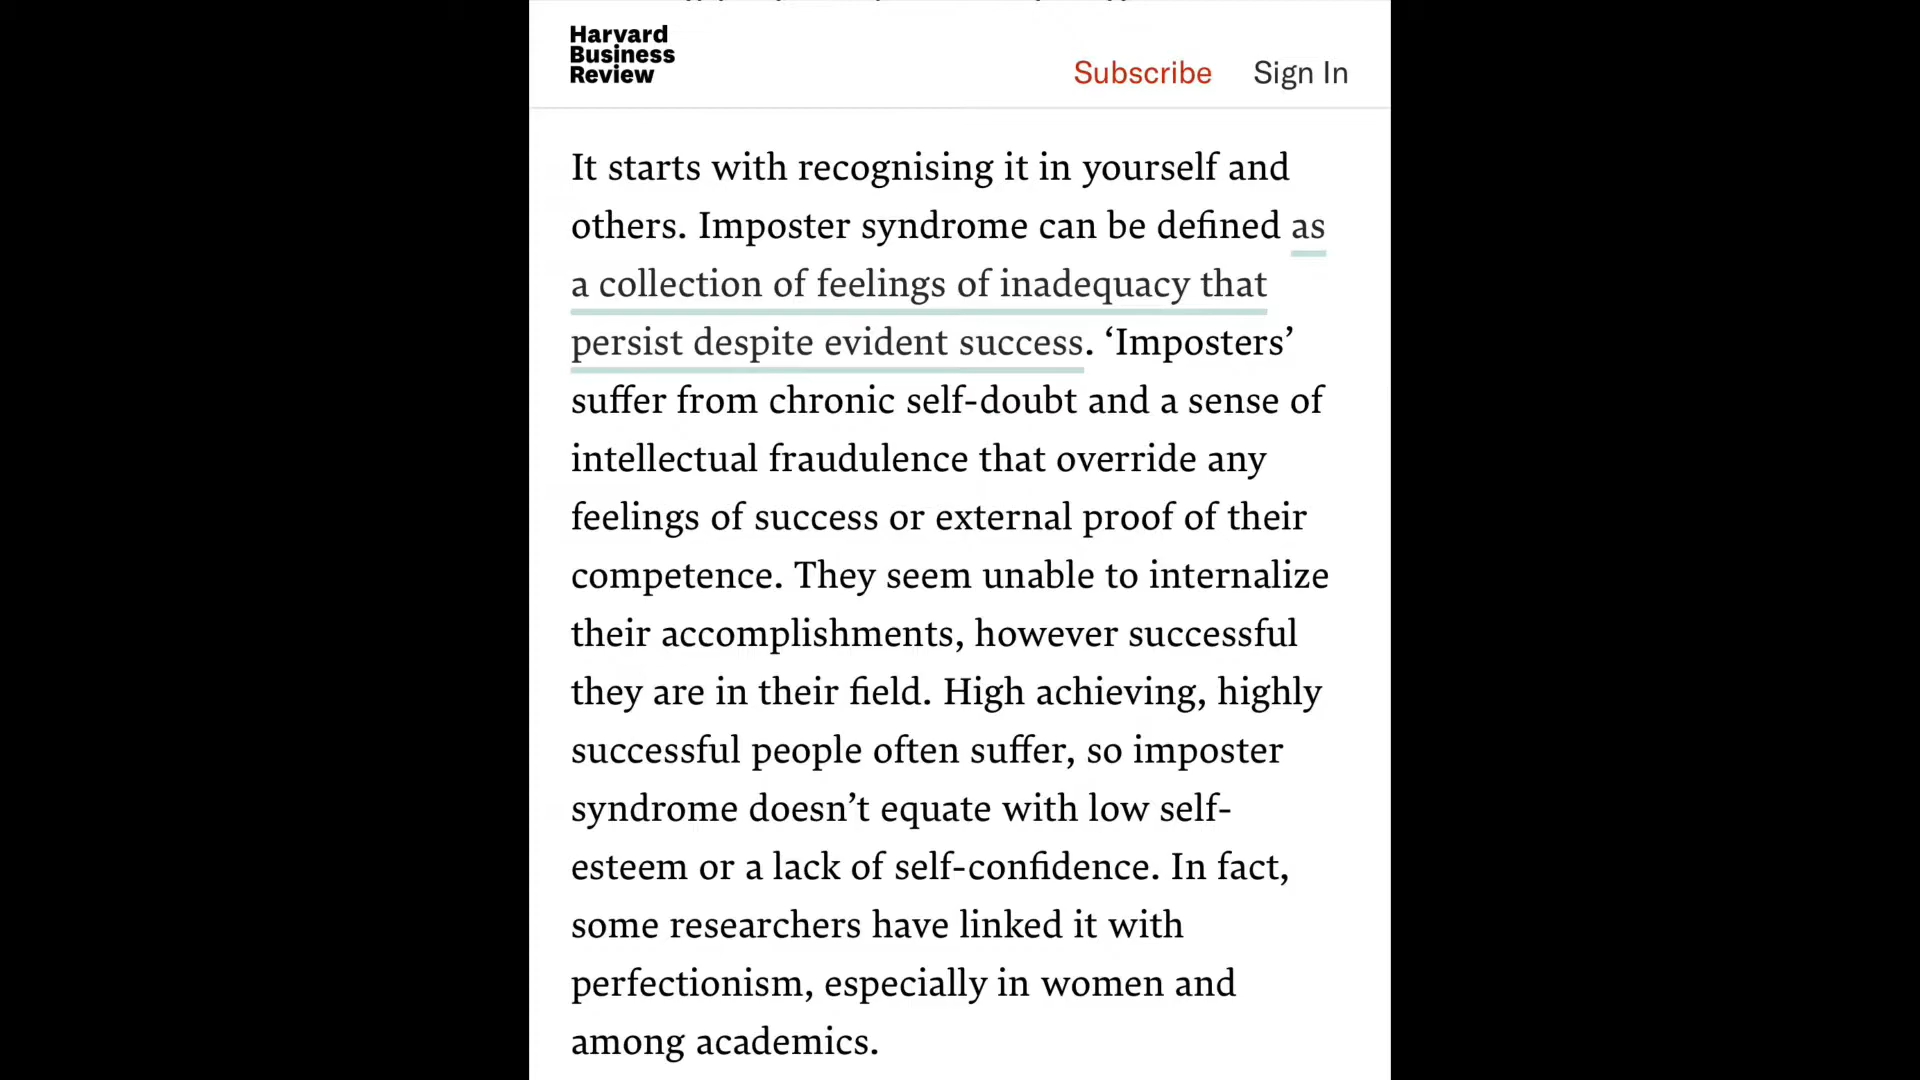 Harvard
Business
Review
Subscribe Sign In
It starts with recognising it in yourself and
others. Imposter syndrome can be defined as
a collection of feelings of inadequacy that
persist despite evident success. ‘Imposters’
suffer from chronic self-doubt and a sense of
intellectual fraudulence that override any
feelings of success or external proof of their
competence. They seem unable to internalize
their accomplishments, however successful
they are in their field. High achieving, highly
successful people often suffer, so imposter
syndrome doesn’t equate with low self-
esteem or a lack of self-confidence. In fact,
some researchers have linked it with
perfectionism, especially in women and
among academics.